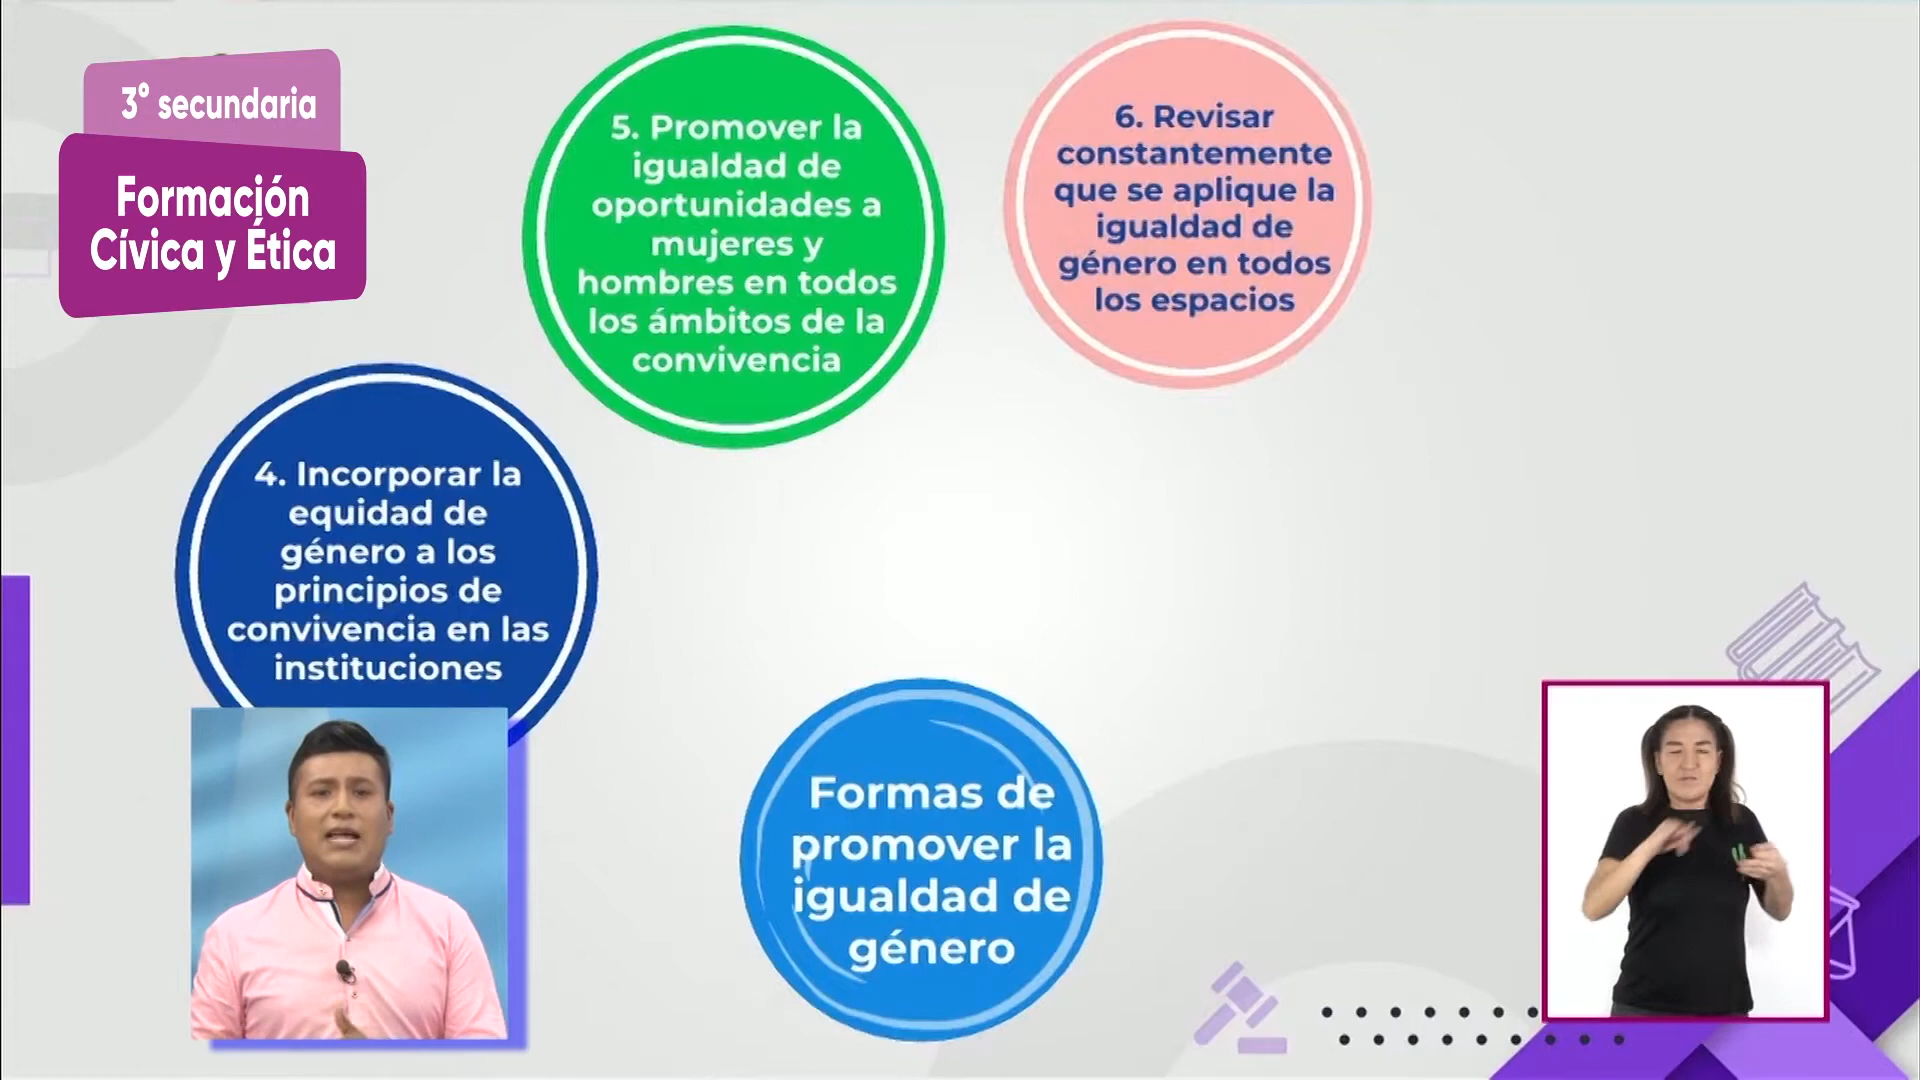 3° secundaria
Formación
Cívica y Ética
4. Incorporar la
equidad de
género a los
principios de
convivencia en las
instituciones
5. Promover la
igualdad de
oportunidades a
mujeres y
hombres en todos
los ámbitos de la
convivencia
6. Revisar
constantemente
que se aplique la
igualdad de
género en todos
los espacios
Formas de
promover la
igualdad de
género